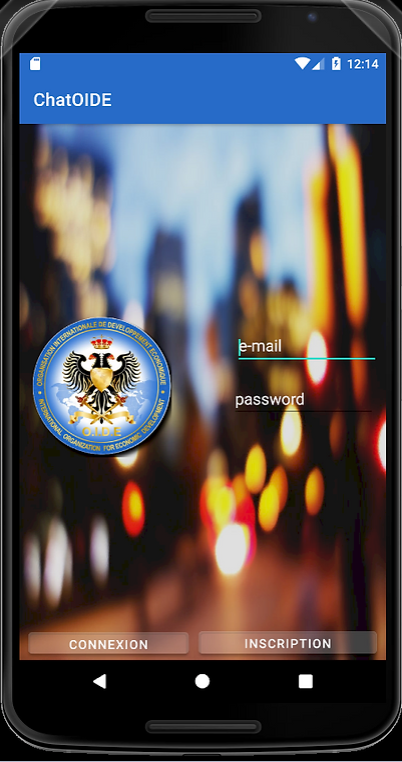 12:14
ChatOIDE
ORGANISATION INTERNATIONALE DE DEVELOPPEMENT ECONOMIQUE
OIDE
INTERNATIONAL ORGANIZATION FOR ECONOMIC DEVELOPMENT
e-mail
password
CONNEXION
INSCRIPTION